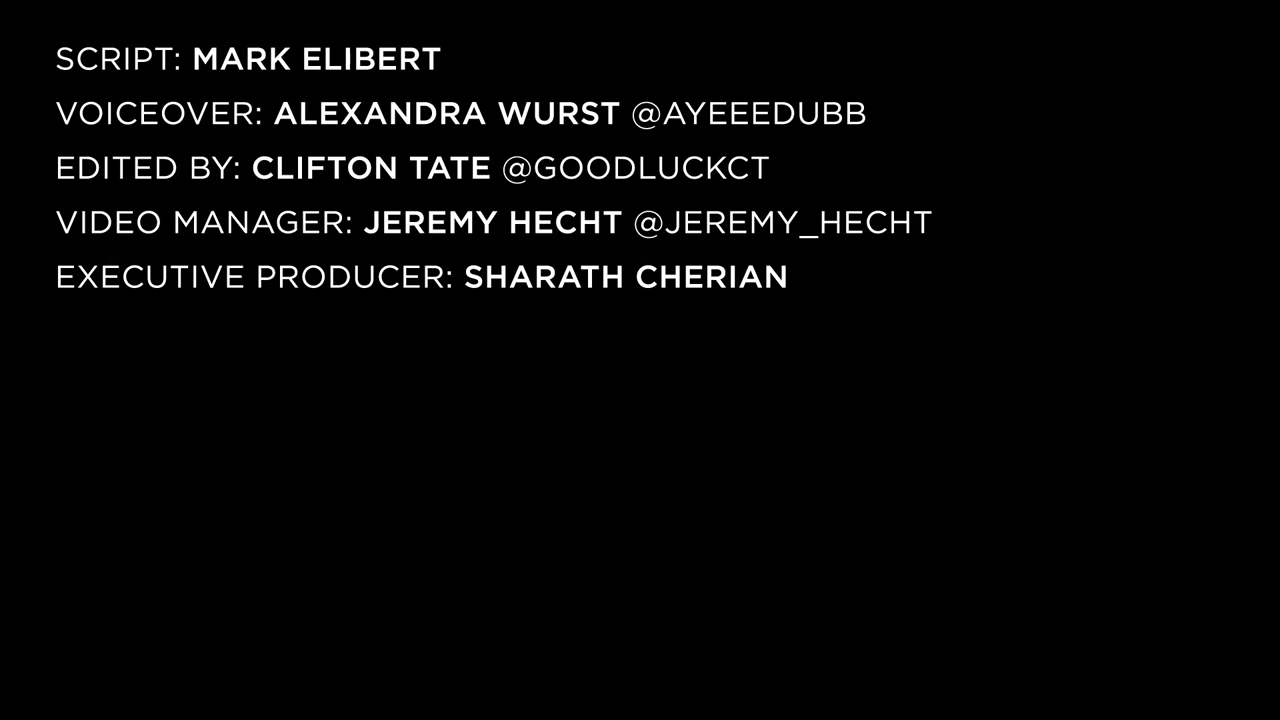 SCRIPT: MARK ELIBERT
VOICEOVER: ALEXANDRA WURST @AYEEEDUBB
EDITED BY: CLIFTON TATE @GOODLUCKCT
VIDEO MANAGER: JEREMY HECHT @JEREMY_HECHT
EXECUTIVE PRODUCER: SHARATH CHERIAN